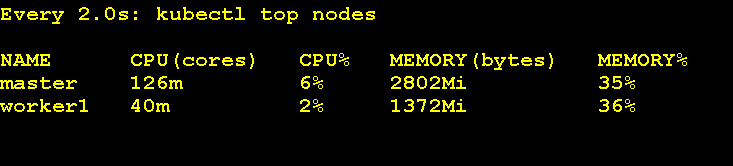 Every 2.0s: kubectl top nodes
NAME CPU(cores) CPU% MEMORY(bytes) MEMORY%
master 126m 6% 2802Mi 35%
worker1 40m 2% 1372Mi 36%